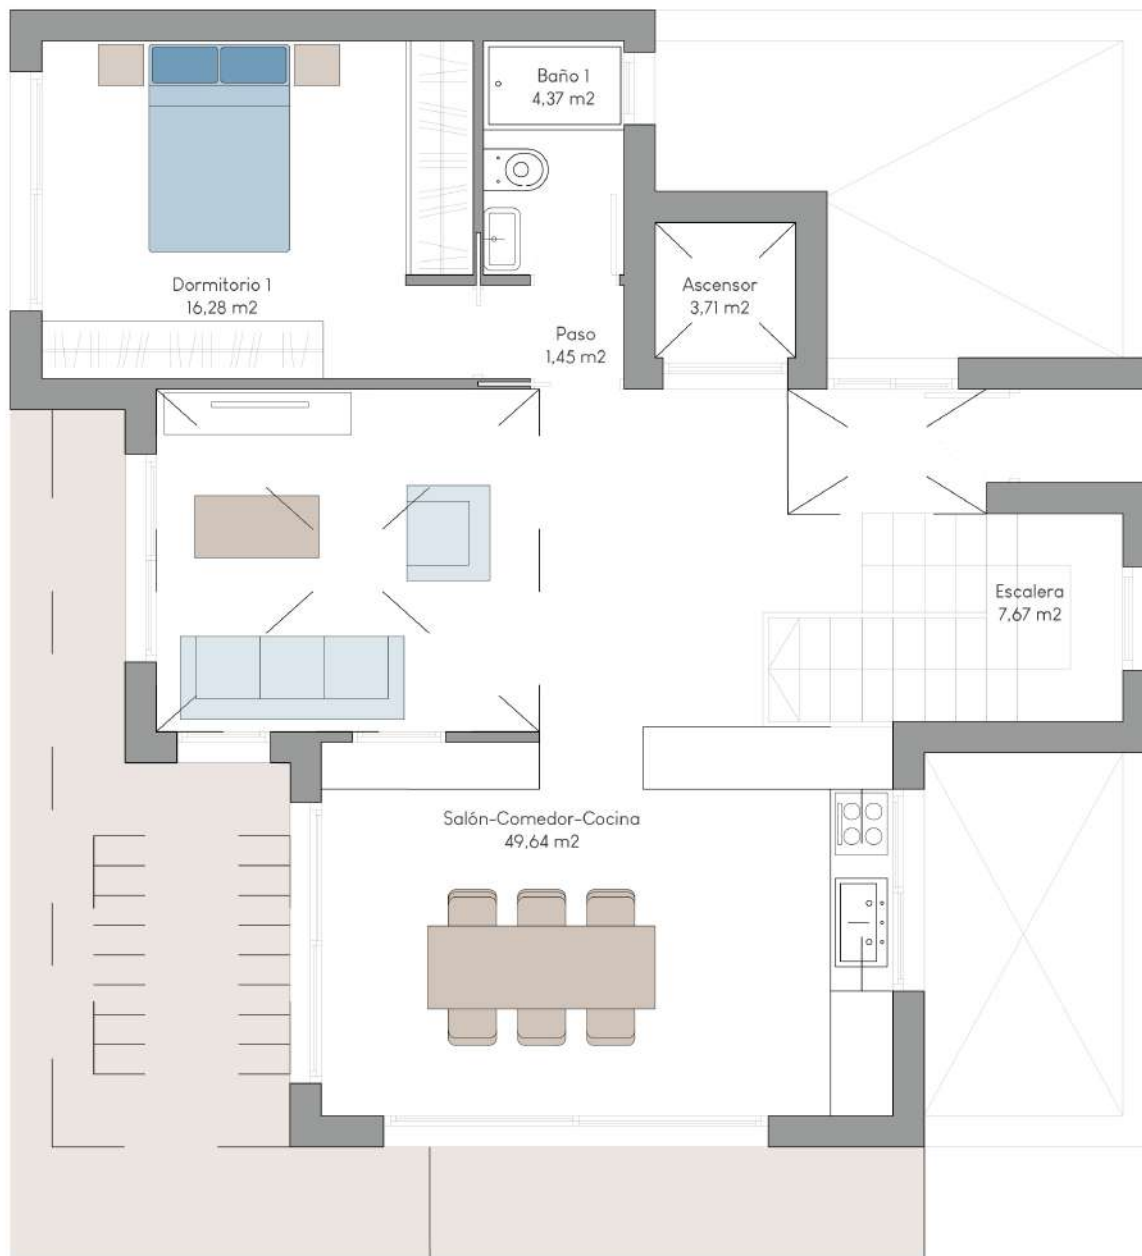 Baño 1
4,37 m2
Dormitorio 1
16,28 m2
Ascensor
3,71 m2
Paso
1,45 m2
Escalera
7,67 m2
Salón-Comedor-Cocina
49,64 m2